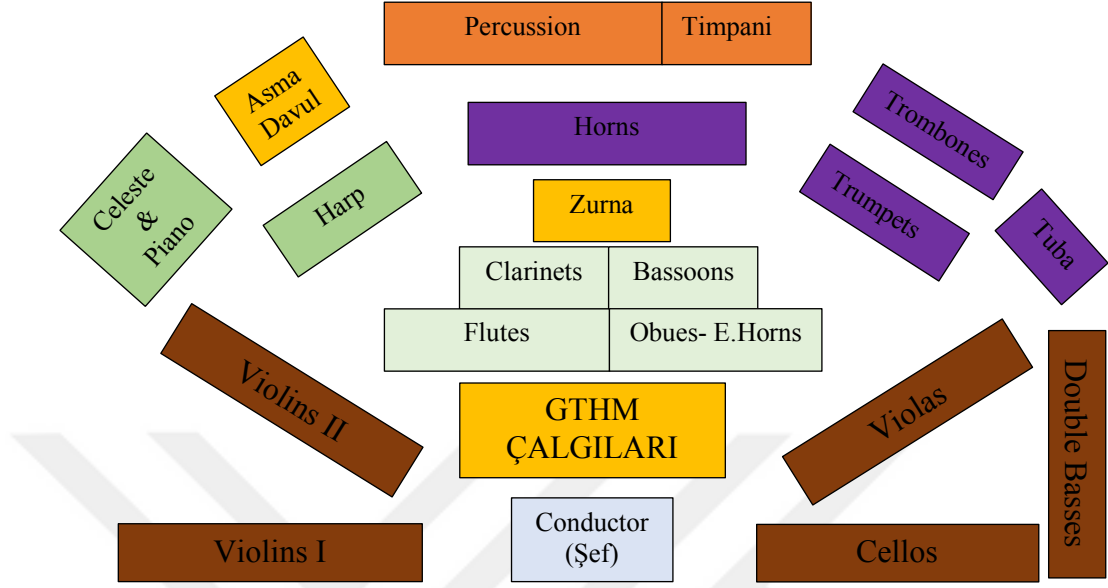 Percussion
Timpani
Asma
Davul
Horns
Trombones
Celeste
&
Piano
Harp
Zurna
Trumpets
Tuba
Clarinets
Bassoons
Flutes
Obues- E.Horns
Violins II
GTHM
ÇALGILARI
Violas
Double Basses
Violins I
Conductor
(Şef)
Cellos